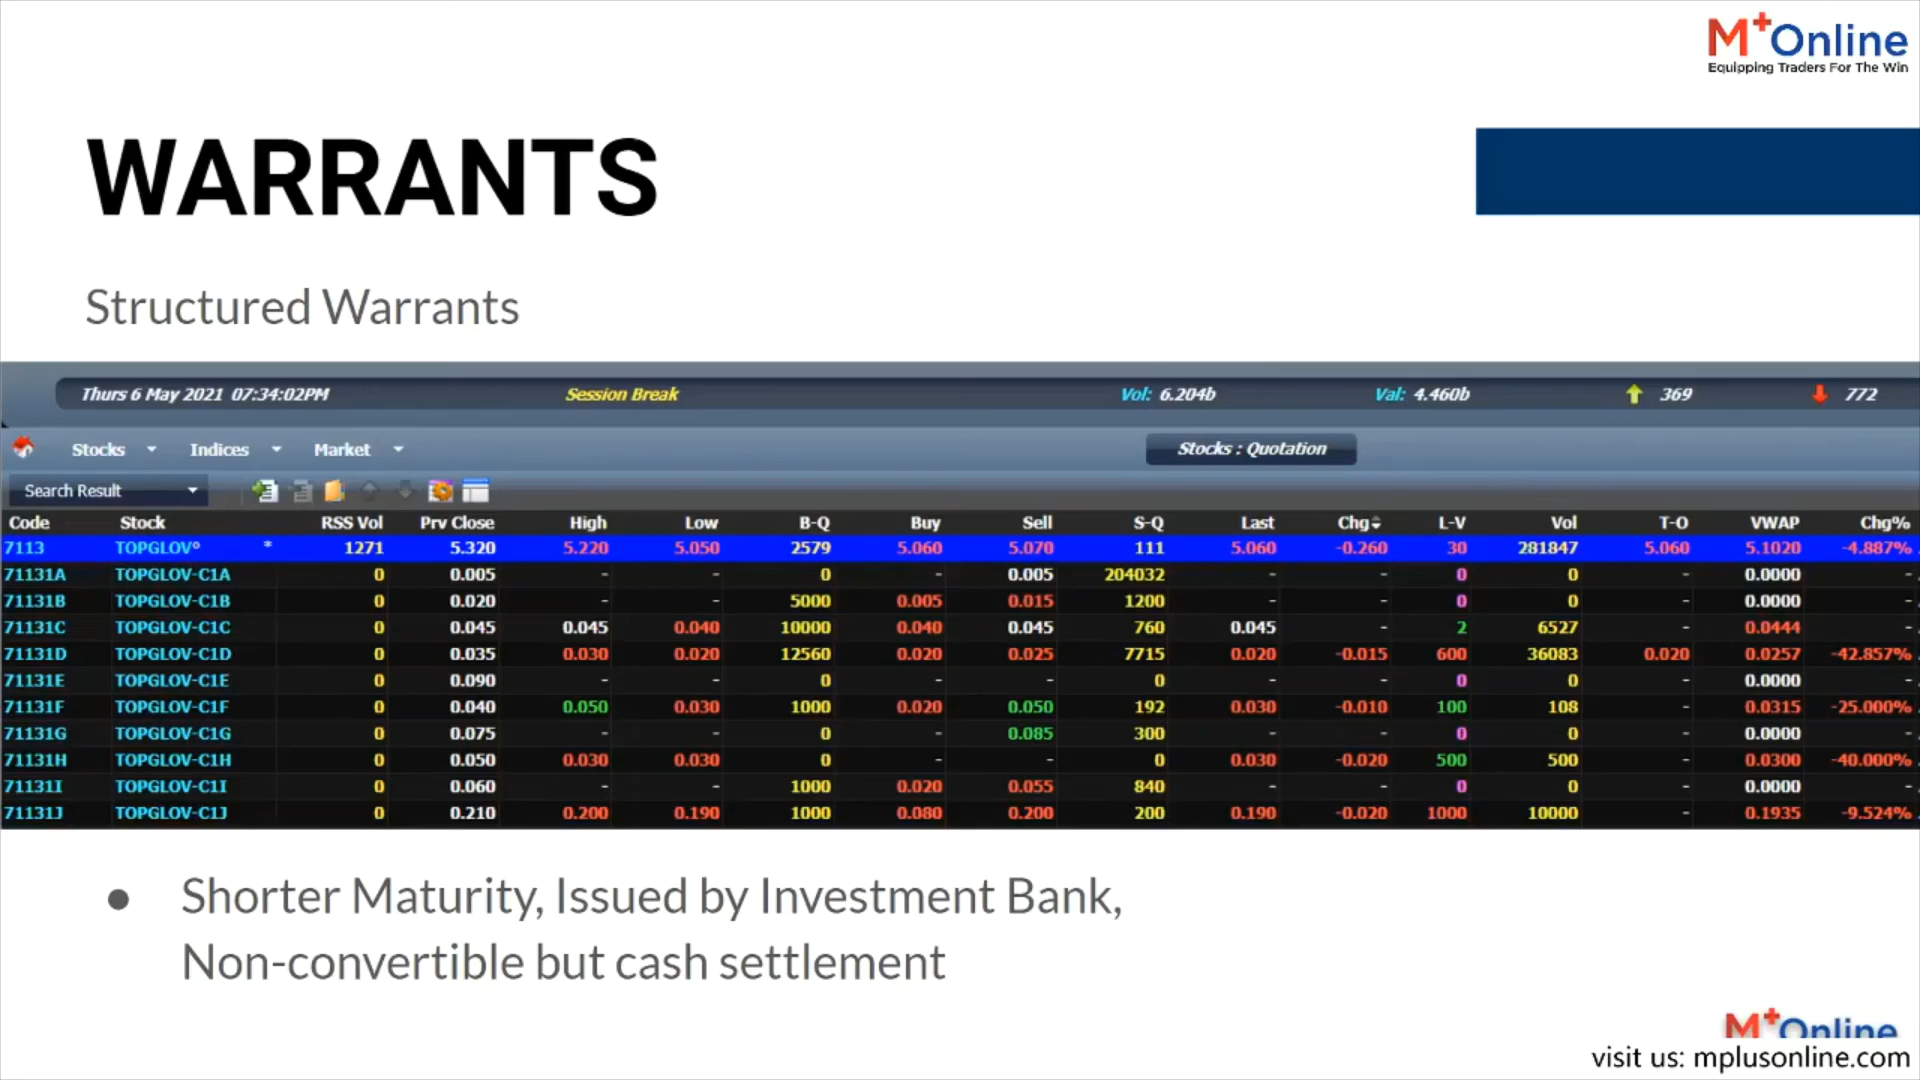 M+Online
Equipping Traders For The Win
WARRANTS
Structured Warrants
Thurs 6 May 2021 07:34:02PM Session Break Vol: 6.204b Val: 4.460b 369 772
Stocks Indices Market Stocks : Quotation
Search Result
Code Stock RSS Vol Prv Close High Low B-Q Buy Sell S-Q Last Chg L-V Vol T-O VWAP Chg%
7113 TOPGLOV° * 1271 5.320 5.220 5.050 2579 5.060 5.070 111 5.060 -0.260 30 281847 5.060 5.1020 -4.887%
71131A TOPGLOV-C1A 0 0.005 - - 0 - 0.005 204032 - - 0 0 - 0.0000 -
71131B TOPGLOV-C1B 0 0.020 - - 5000 0.005 0.015 1200 - - 0 0 - 0.0000 -
71131C TOPGLOV-C1C 0 0.045 0.045 0.040 10000 0.040 0.045 760 0.045 - 2 6527 - 0.0444 -
71131D TOPGLOV-C1D 0 0.035 0.030 0.020 12560 0.020 0.025 7715 0.020 -0.015 600 36083 0.020 0.0257 -42.857%
71131E TOPGLOV-C1E 0 0.090 - - 0 - - 0 - - 0 0 - 0.0000 -
71131F TOPGLOV-C1F 0 0.040 0.050 0.030 1000 0.020 0.050 192 0.030 -0.010 100 108 - 0.0315 -25.000%
71131G TOPGLOV-C1G 0 0.075 - - 0 - 0.085 300 - - 0 0 - 0.0000 -
71131H TOPGLOV-C1H 0 0.050 0.030 0.030 0 - - 0 0.030 -0.020 500 500 - 0.0300 -40.000%
71131I TOPGLOV-C1I 0 0.060 - - 1000 0.020 0.055 840 - - 0 0 - 0.0000 -
71131J TOPGLOV-C1J 0 0.210 0.200 0.190 1000 0.080 0.200 200 0.190 -0.020 1000 10000 - 0.1935 -9.524%
● Shorter Maturity, Issued by Investment Bank,
Non-convertible but cash settlement
M+Online
visit us: mplusonline.com